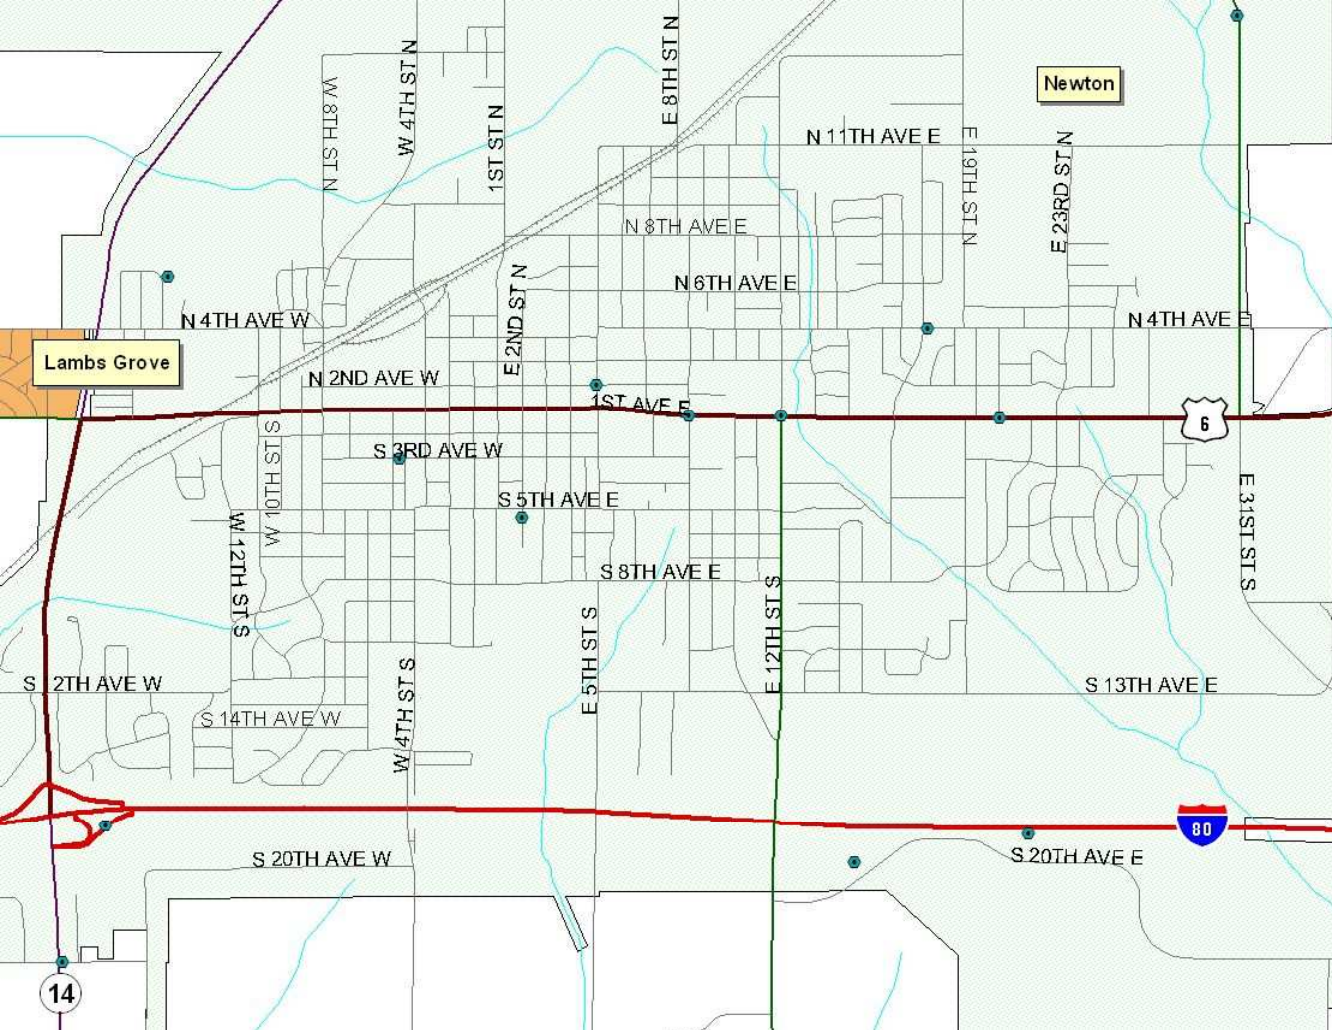 W 8TH ST N
W 4TH ST N
1ST ST N
E 8TH ST N
Newton
N 11TH AVE E
E 19TH ST N
E 23RD ST N
N 8TH AVE E
N 6TH AVE E
E 2ND ST N
N 4TH AVE W
N 4TH AVE E
Lambs Grove
N 2ND AVE W
1ST AVE E
6
S 3RD AVE W
W 10TH ST S
S 5TH AVE E
E 31ST ST S
W 12TH ST S
S 8TH AVE E
E 5TH ST S
E 12TH ST S
S 12TH AVE W
S 13TH AVE E
S 14TH AVE W
W 4TH ST S
80
S 20TH AVE W
S 20TH AVE E
14